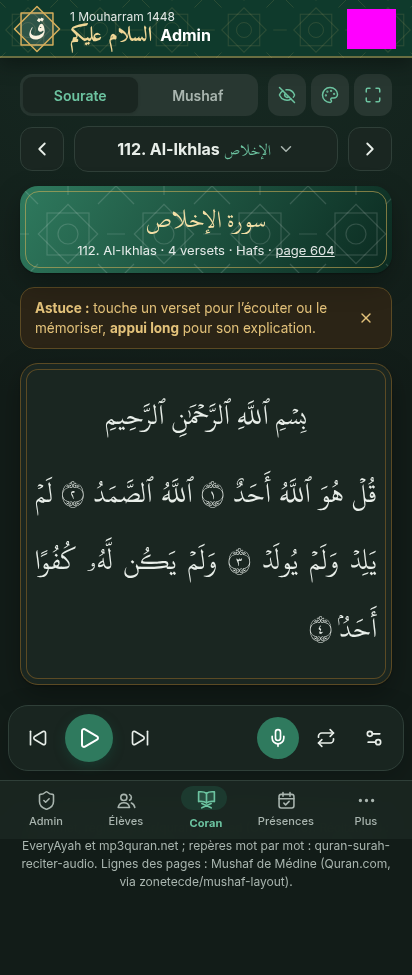 ق
1 Mouharram 1448
السلام عليكم Admin
Sourate Mushaf
112. Al-Ikhlas الإخلاص
سورة الإخلاص
112. Al-Ikhlas · 4 versets · Hafs · page 604
Astuce : touche un verset pour l'écouter ou le
mémoriser, appui long pour son explication.
بِسْمِ ٱللَّهِ ٱلرَّحْمَٰنِ ٱلرَّحِيمِ
قُلْ هُوَ ٱللَّهُ أَحَدٌ ١ ٱللَّهُ ٱلصَّمَدُ ٢ لَمْ
يَلِدْ وَلَمْ يُولَدْ ٣ وَلَمْ يَكُن لَّهُۥ كُفُوًا
أَحَدٌۢ ٤
Admin Élèves Coran Présences Plus
EveryAyah et mp3quran.net ; repères mot par mot : quran-surah-
reciter-audio. Lignes des pages : Mushaf de Médine (Quran.com,
via zonetecde/mushaf-layout).